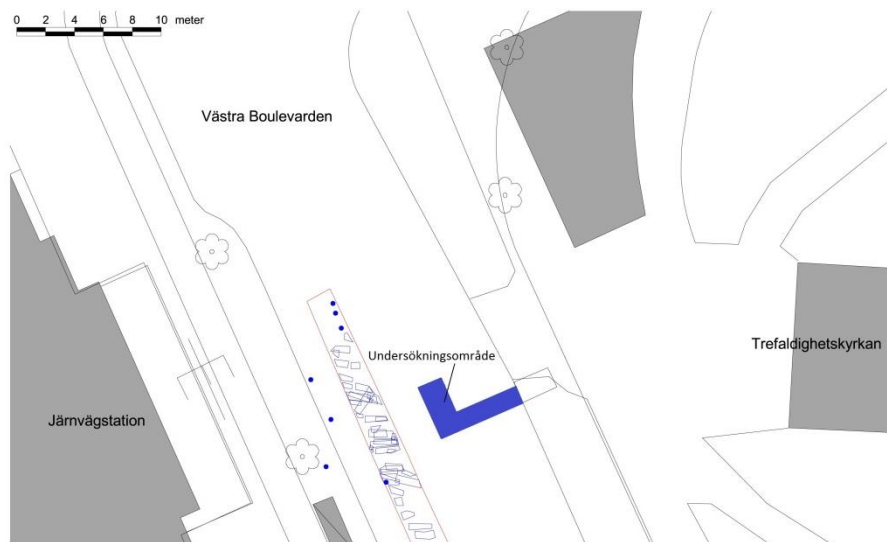 0 2 4 6 8 10 meter
Västra Boulevarden
Undersökningsområde
Trefaldighetskyrkan
Järnvägstation